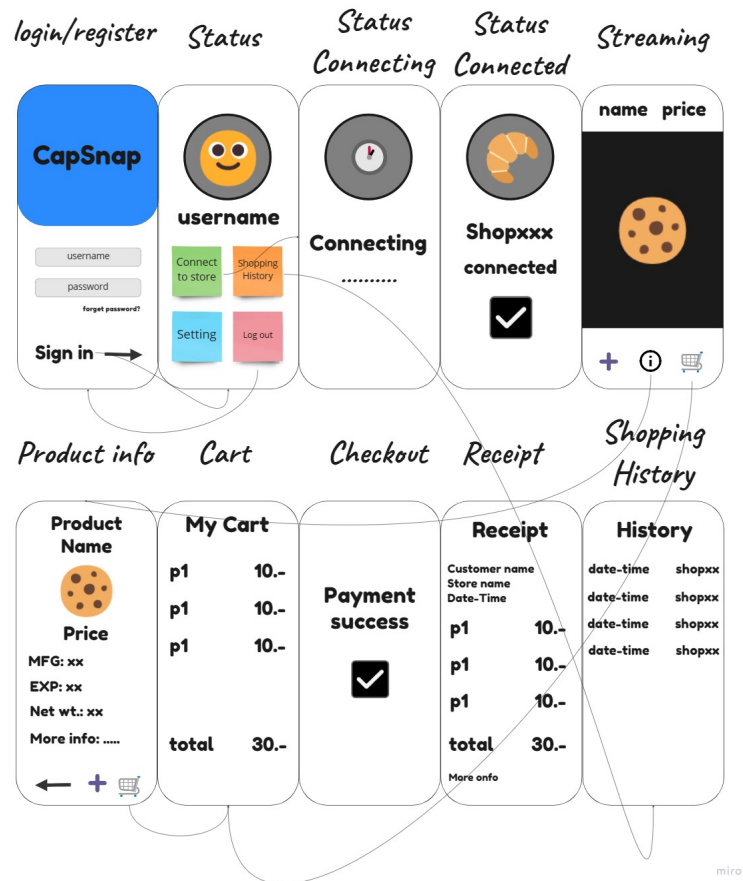 login/register
Status
Status
Connecting
Status
Connected
Streaming
CapSnap
username
password
forget password?
Sign in
username
Connect
to store
Shopping
History
Setting
Log out
Connecting
..........
Shopxxx
connected
name price
Product info
Cart
Checkout
Receipt
Shopping
History
Product
Name
Price
MFG: xx
EXP: xx
Net wt.: xx
More info: .....
My Cart
p1 10.-
p1 10.-
p1 10.-
total 30.-
Payment
success
Receipt
Customer name
Store name
Date-Time
p1 10.-
p1 10.-
p1 10.-
total 30.-
More onfo
History
date-time shopxx
date-time shopxx
date-time shopxx
date-time shopxx
miro